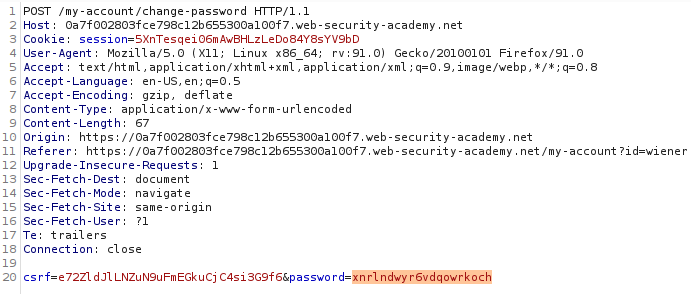 1 POST /my-account/change-password HTTP/1.1
2 Host: 0a7f002803fce798c12b655300a100f7.web-security-academy.net
3 Cookie: session=5XnTesqei06mAwBHLzLeDo84Y8sYV9bD
4 User-Agent: Mozilla/5.0 (X11; Linux x86_64; rv:91.0) Gecko/20100101 Firefox/91.0
5 Accept: text/html,application/xhtml+xml,application/xml;q=0.9,image/webp,*/*;q=0.8
6 Accept-Language: en-US,en;q=0.5
7 Accept-Encoding: gzip, deflate
8 Content-Type: application/x-www-form-urlencoded
9 Content-Length: 67
10 Origin: https://0a7f002803fce798c12b655300a100f7.web-security-academy.net
11 Referer: https://0a7f002803fce798c12b655300a100f7.web-security-academy.net/my-account?id=wiener
12 Upgrade-Insecure-Requests: 1
13 Sec-Fetch-Dest: document
14 Sec-Fetch-Mode: navigate
15 Sec-Fetch-Site: same-origin
16 Sec-Fetch-User: ?1
17 Te: trailers
18 Connection: close
19
20 csrf=e72ZldJlLNZuN9uFmEGkuCjC4si3G9f6&password=xnrlndwyr6vdqowrkoch